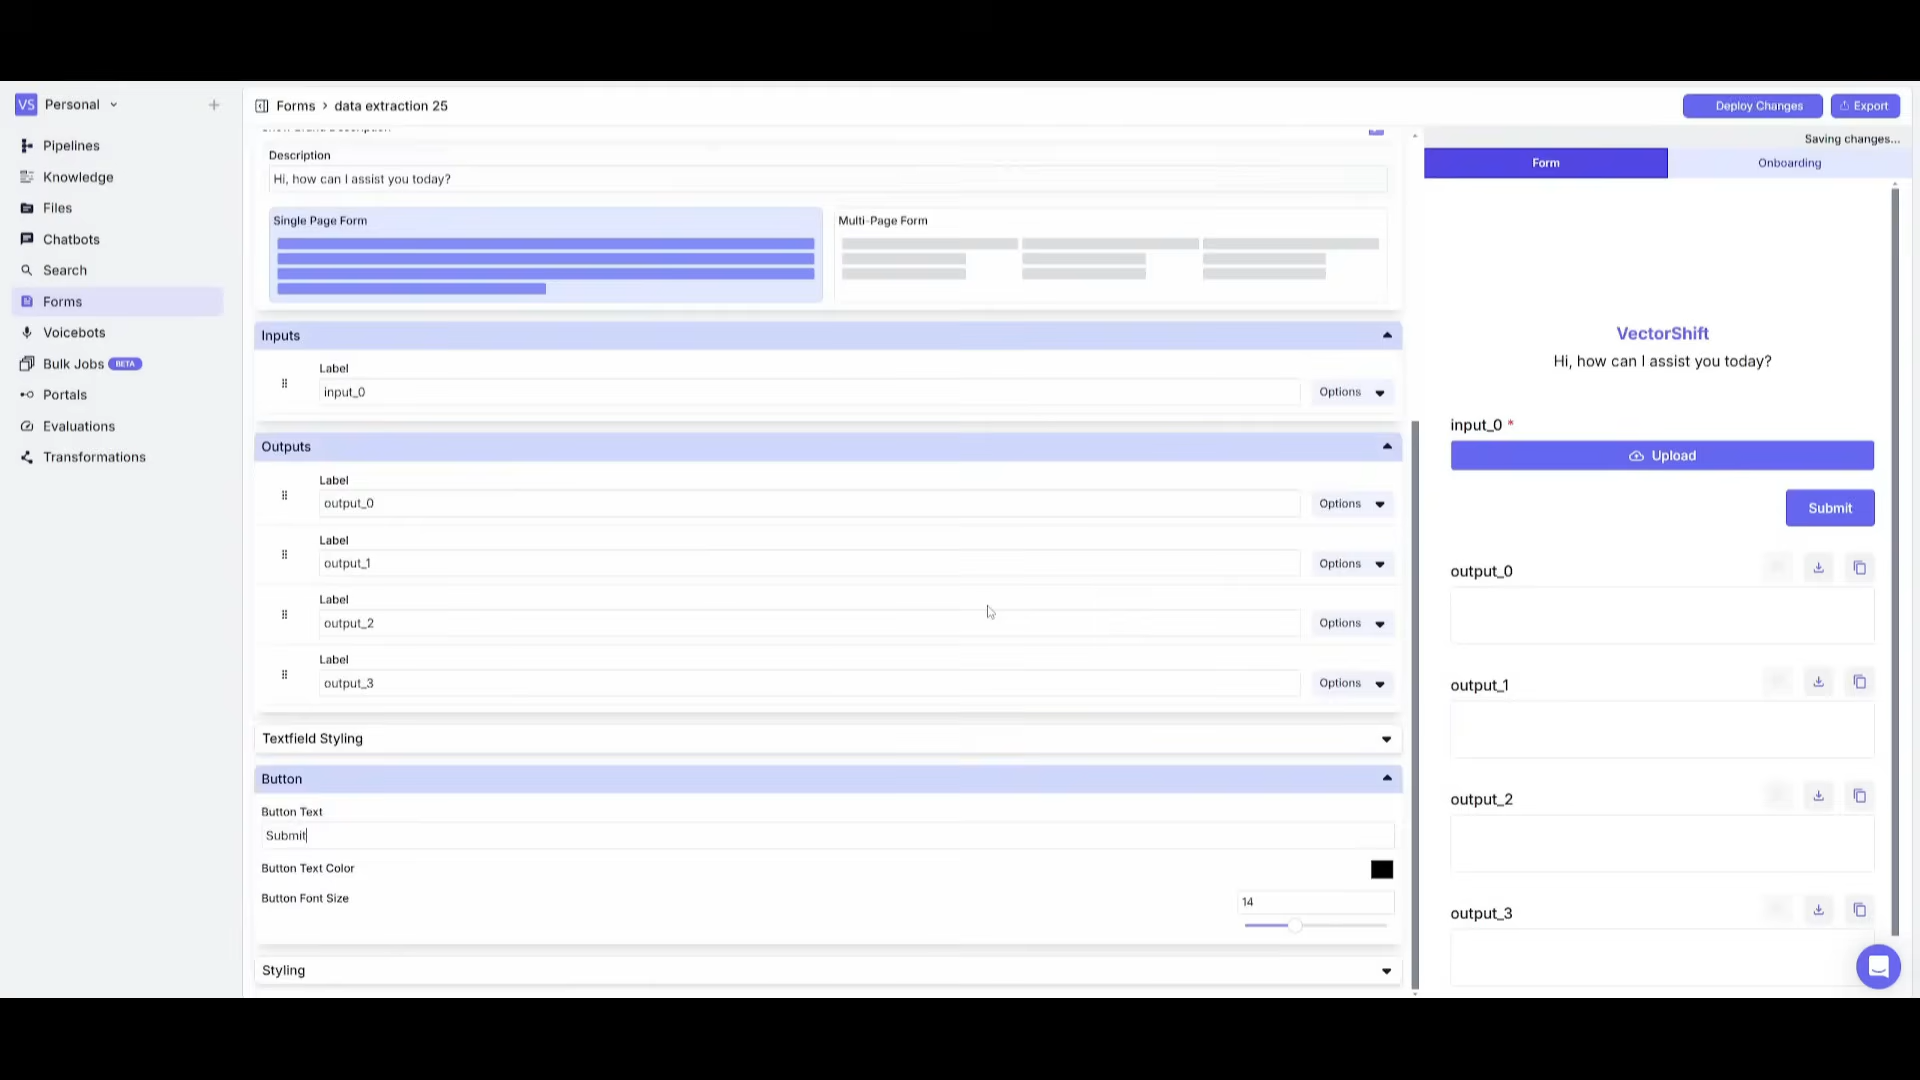 VS Personal
Pipelines
Knowledge
Files
Chatbots
Search
Forms
Voicebots
Bulk Jobs BETA
Portals
Evaluations
Transformations
Forms › data extraction 25
Deploy Changes
Export
Saving changes...
Description
Hi, how can I assist you today?
Single Page Form
Multi-Page Form
Inputs
Label
input_0
Options
Outputs
Label
output_0
Options
Label
output_1
Options
Label
output_2
Options
Label
output_3
Options
Textfield Styling
Button
Button Text
Submit
Button Text Color
Button Font Size
14
Styling
Form
Onboarding
VectorShift
Hi, how can I assist you today?
input_0 *
Upload
Submit
output_0
output_1
output_2
output_3